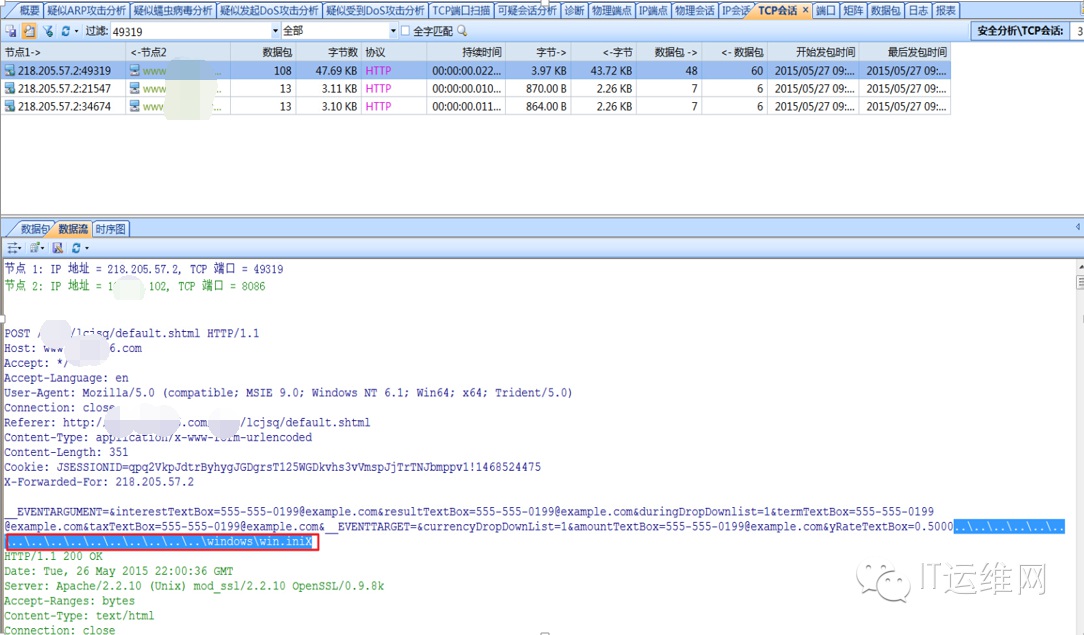 概要 疑似ARP攻击分析 疑似蠕虫病毒分析 疑似发起DoS攻击分析 疑似受到DoS攻击分析 TCP端口扫描 可疑会话分析 诊断 物理端点 IP端点 物理会话 IP会话 TCP会话 × 端口 矩阵 数据包 日志 报表
过滤: 49319 全部 全字匹配 安全分析\TCP会话: 3
节点1-> <-节点2 数据包 字节数 协议 持续时间 字节-> <-字节 数据包 -> <- 数据包 开始发包时间 最后发包时间
218.205.57.2:49319 www ... 108 47.69 KB HTTP 00:00:00.022... 3.97 KB 43.72 KB 48 60 2015/05/27 09:... 2015/05/27 09:...
218.205.57.2:21547 www ... 13 3.11 KB HTTP 00:00:00.010... 870.00 B 2.26 KB 7 6 2015/05/27 09:... 2015/05/27 09:...
218.205.57.2:34674 www ... 13 3.10 KB HTTP 00:00:00.011... 864.00 B 2.26 KB 7 6 2015/05/27 09:... 2015/05/27 09:...
数据包 数据流 时序图
节点 1: IP 地址 = 218.205.57.2, TCP 端口 = 49319
节点 2: IP 地址 = 1 102, TCP 端口 = 8086
POST / /lcjsq/default.shtml HTTP/1.1
Host: www 6.com
Accept: */
Accept-Language: en
User-Agent: Mozilla/5.0 (compatible; MSIE 9.0; Windows NT 6.1; Win64; x64; Trident/5.0)
Connection: close
Referer: http:/ .com /lcjsq/default.shtml
Content-Type: application/x-www-form-urlencoded
Content-Length: 351
Cookie: JSESSIONID=qpq2VkpJdtrByhygJGDgrsT125WGDkvhs3vVmspJjTrTNJbmppv1!1468524475
X-Forwarded-For: 218.205.57.2
__EVENTARGUMENT=&interestTextBox=555-555-0199@example.com&resultTextBox=555-555-0199@example.com&duringDropDownlist=1&termTextBox=555-555-0199
@example.com&taxTextBox=555-555-0199@example.com&__EVENTTARGET=&currencyDropDownList=1&amountTextBox=555-555-0199@example.com&yRateTextBox=0.5000..\..\..\..\..\..
\..\..\..\..\..\..\..\..\..\..\windows\win.iniX
HTTP/1.1 200 OK
Date: Tue, 26 May 2015 22:00:36 GMT
Server: Apache/2.2.10 (Unix) mod_ssl/2.2.10 OpenSSL/0.9.8k
Accept-Ranges: bytes
Content-Type: text/html
Connection: close
IT运维网